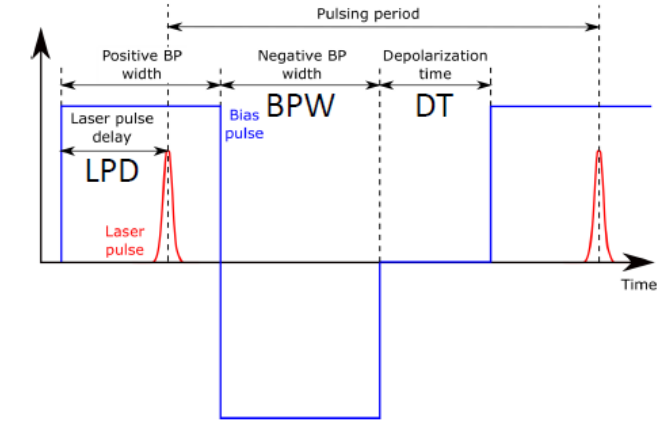 Pulsing period
Positive BP
width
Negative BP
width
Depolarization
time
Laser pulse
delay
LPD
Bias
pulse
BPW
DT
Laser
pulse
Time